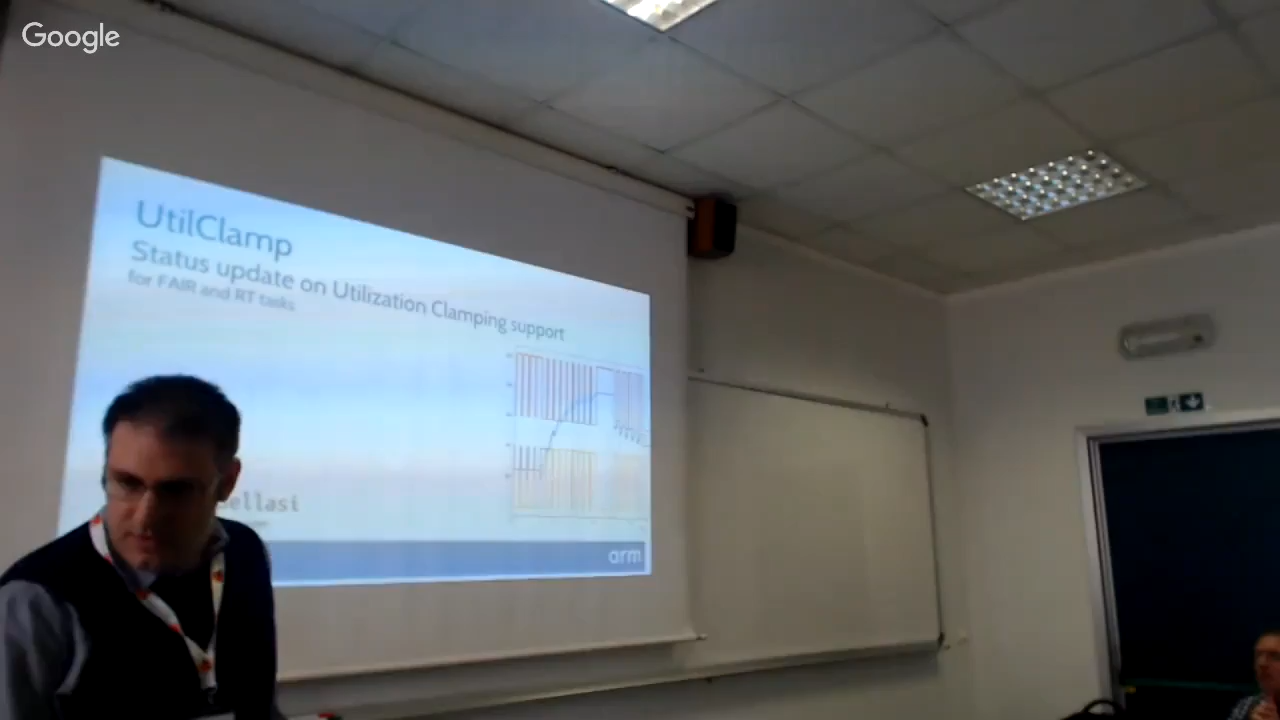 Google
UtilClamp
Status update on Utilization Clamping support
for FAIR and RT tasks
ellasi
arm